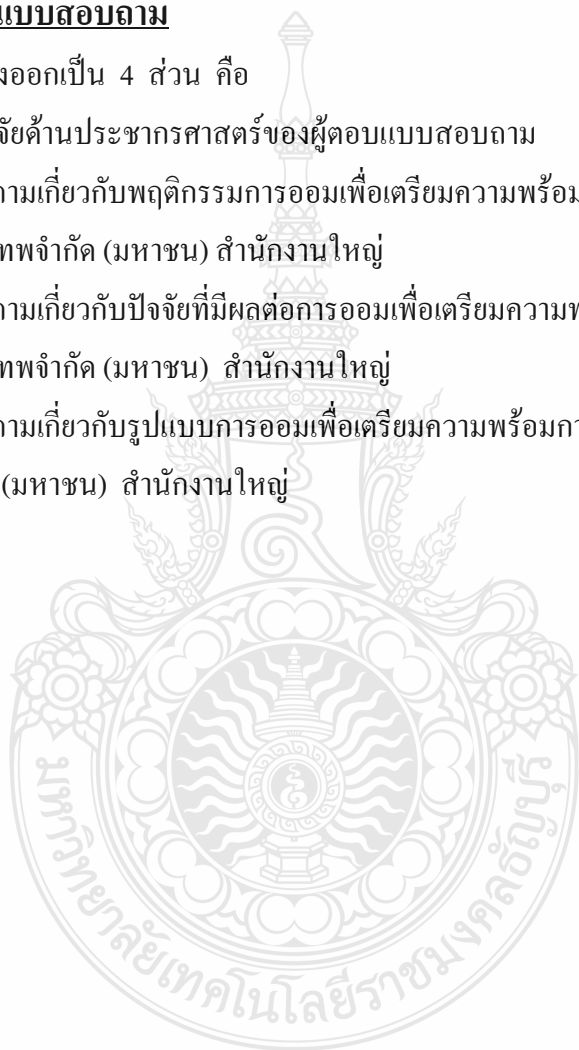 แบบสอบถาม
งออกเป็น 4 ส่วน คือ
จัยด้านประชากรศาสตร์ของผู้ตอบแบบสอบถาม
ถามเกี่ยวกับพฤติกรรมการออมเพื่อเตรียมความพร้อม
ทพจำกัด (มหาชน) สำนักงานใหญ่
ถามเกี่ยวกับปัจจัยที่มีผลต่อการออมเพื่อเตรียมความพ
ทพจำกัด (มหาชน) สำนักงานใหญ่
ถามเกี่ยวกับรูปแบบการออมเพื่อเตรียมความพร้อมกา
(มหาชน) สำนักงานใหญ่
มหาวิทยาลัยเทคโนโลยีราชมงคลธัญบุรี